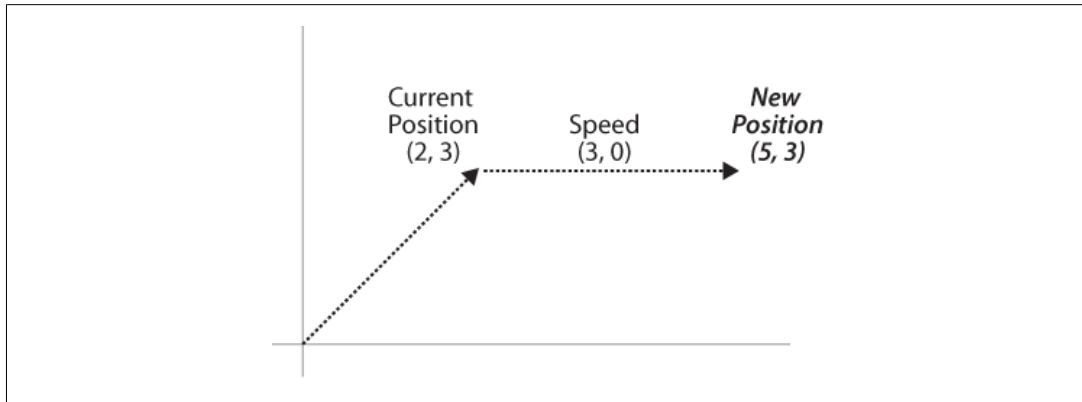 Current
Position
(2, 3)
Speed
(3, 0)
New
Position
(5, 3)